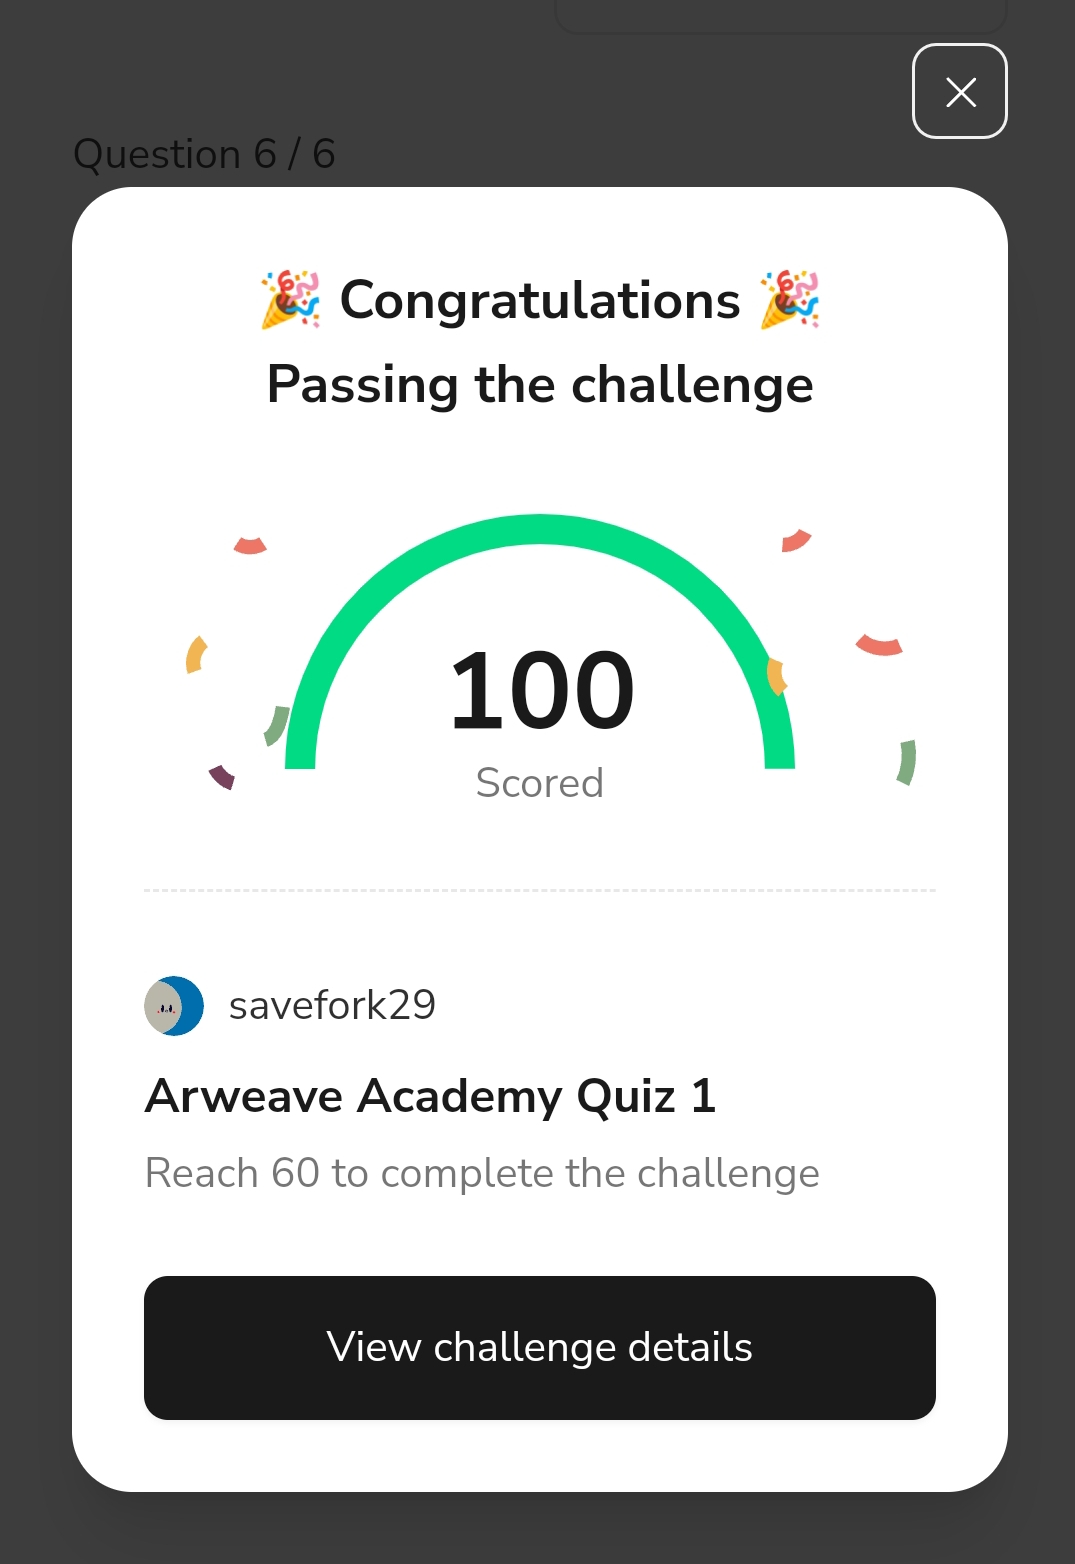 Question 6 / 6
🎉 Congratulations 🎉
Passing the challenge
100
Scored
savefork29
Arweave Academy Quiz 1
Reach 60 to complete the challenge
View challenge details